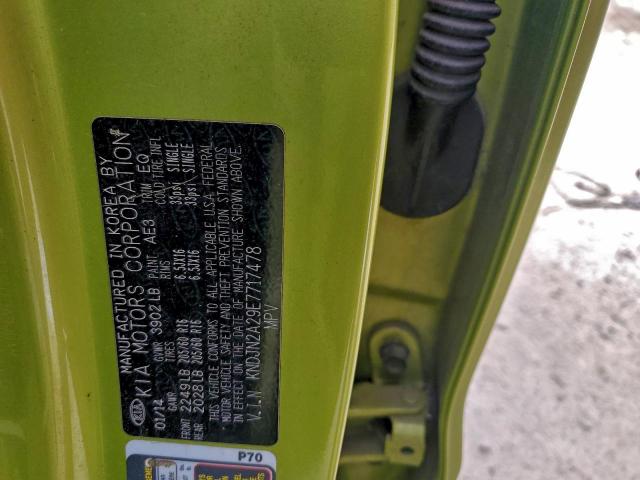 MANUFACTURED IN KOREA BY
KIA KIA MOTORS CORPORATION
01/14 GVWR 3902LB PAINT AE3 TRIM EQ
GAWR TIRES RIMS COLD TIRE INFL
FRONT 2249LB 205/60 R16 6.5JX16 33psi SINGLE
REAR 2028LB 205/60 R16 6.5JX16 33psi SINGLE
THIS VEHICLE CONFORMS TO ALL APPLICABLE U.S.A FEDERAL
MOTOR VEHICLE SAFETY AND THEFT PREVENTION STANDARDS
IN EFFECT ON THE DATE OF MANUFACTURE SHOWN ABOVE.
V.I.N KNDJN2A29E7717478
MPV
P70